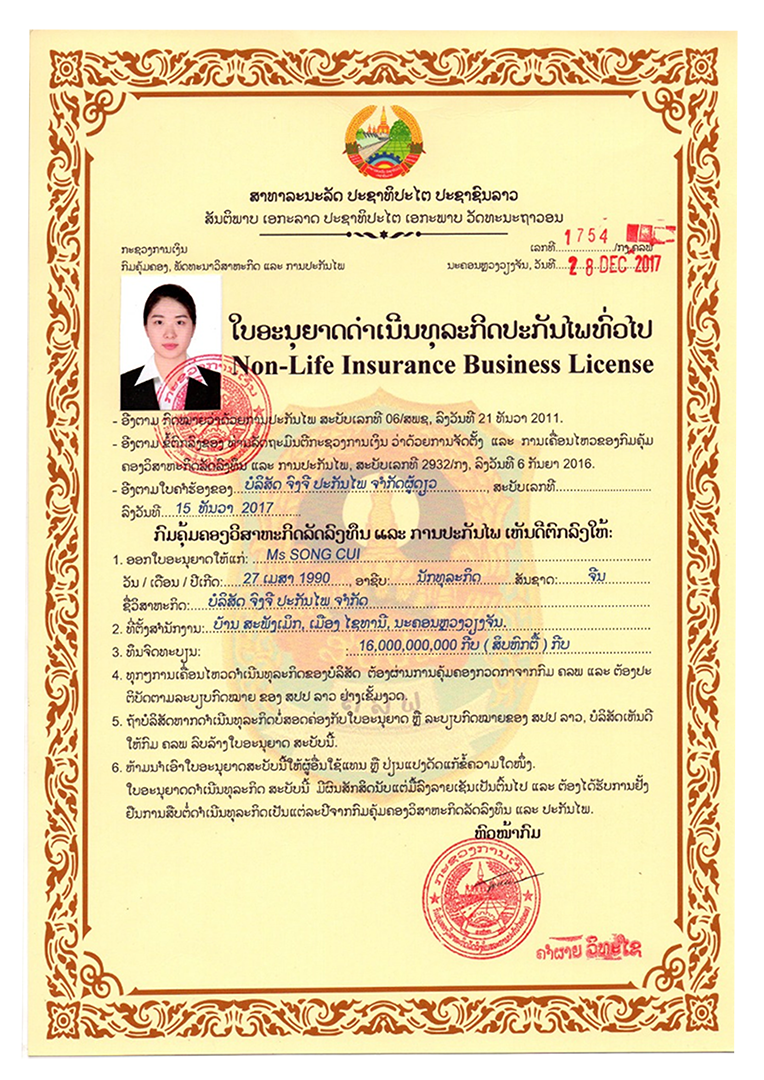 ສາທາລະນະລັດ ປະຊາທິປະໄຕ ປະຊາຊົນລາວ
ສັນຕິພາບ ເອກະລາດ ປະຊາທິປະໄຕ ເອກະພາບ ວັດທະນະຖາວອນ
ກະຊວງການເງິນ
ເລກທີ 1754 /ກງ.ຄລຟ
ກົມຄຸ້ມຄອງ, ພັດທະນາວິສາຫະກິດ ແລະ ການປະກັນໄພ
ນະຄອນຫຼວງວຽງຈັນ, ວັນທີ 28 DEC 2017
ໃບອະນຸຍາດດຳເນີນທຸລະກິດປະກັນໄພທົ່ວໄປ
Non-Life Insurance Business License
- ອີງຕາມ ກົດໝາຍວ່າດ້ວຍການປະກັນໄພ ສະບັບເລກທີ 06/ສພຊ, ລົງວັນທີ 21 ທັນວາ 2011.
- ອີງຕາມ ຂໍ້ຕົກລົງຂອງ ທ່ານລັດຖະມົນຕີກະຊວງການເງິນ ວ່າດ້ວຍການຈັດຕັ້ງ ແລະ ການເຄື່ອນໄຫວຂອງກົມຄຸ້ມ
ຄອງວິສາຫະກິດລັດລົງທຶນ ແລະ ການປະກັນໄພ, ສະບັບເລກທີ 2932/ກງ, ລົງວັນທີ 6 ກັນຍາ 2016.
- ອີງຕາມໃບຄຳຮ້ອງຂອງ ບໍລິສັດ ຈິງຈີ ປະກັນໄພ ຈຳກັດຜູ້ດຽວ, ສະບັບເລກທີ
ລົງວັນທີ 15 ທັນວາ 2017
ກົມຄຸ້ມຄອງວິສາຫະກິດລັດລົງທຶນ ແລະ ການປະກັນໄພ ເຫັນດີຕົກລົງໃຫ້:
1. ອອກໃບອະນຸຍາດໃຫ້ແກ່: Ms SONG CUI
ວັນ / ເດືອນ / ປີເກີດ: 27 ເມສາ 1990, ອາຊີບ: ນັກທຸລະກິດ ສັນຊາດ: ຈີນ
ຊື່ວິສາຫະກິດ: ບໍລິສັດ ຈິງຈີ ປະກັນໄພ ຈຳກັດ
2. ທີ່ຕັ້ງສຳນັກງານ: ບ້ານ ສະພັງເມິກ, ເມືອງ ໄຊທານີ, ນະຄອນຫຼວງວຽງຈັນ.
3. ທຶນຈົດທະບຽນ: : 16,000,000,000 ກີບ ( ສິບຫົກຕື້ ) ກີບ
4. ທຸກໆການເຄື່ອນໄຫວດຳເນີນທຸລະກິດຂອງບໍລິສັດ ຕ້ອງຜ່ານການຄຸ້ມຄອງກວດກາຈາກກົມ ຄລພ ແລະ ຕ້ອງປະ
ຕິບັດຕາມລະບຽບກົດໝາຍ ຂອງ ສປປ ລາວ ຢ່າງເຂັ້ມງວດ.
5. ຖ້າບໍລິສັດຫາກດຳເນີນທຸລະກິດບໍ່ສອດຄ່ອງກັບໃບອະນຸຍາດ ຫຼື ລະບຽບກົດໝາຍຂອງ ສປປ ລາວ, ບໍລິສັດເຫັນດີ
ໃຫ້ກົມ ຄລພ ລຶບລ້າງໃບອະນຸຍາດ ສະບັບນີ້.
6. ຫ້າມນຳເອົາໃບອະນຸຍາດສະບັບນີ້ໃຫ້ຜູ້ອື່ນໃຊ້ແທນ ຫຼື ປ່ຽນແປງດັດແກ້ຂໍ້ຄວາມໃດໜຶ່ງ.
ໃບອະນຸຍາດດຳເນີນທຸລະກິດ ສະບັບນີ້ ມີຜົນສັກສິດນັບແຕ່ມື້ລົງລາຍເຊັນເປັນຕົ້ນໄປ ແລະ ຕ້ອງໄດ້ຮັບການຢັ້ງ
ຢືນການສືບຕໍ່ດຳເນີນທຸລະກິດເປັນແຕ່ລະປີຈາກກົມຄຸ້ມຄອງວິສາຫະກິດລັດລົງທຶນ ແລະ ປະກັນໄພ.
ຫົວໜ້າກົມ
ກະຊວງການເງິນ
ຄຳຜາຍ ວິທະໄຊ